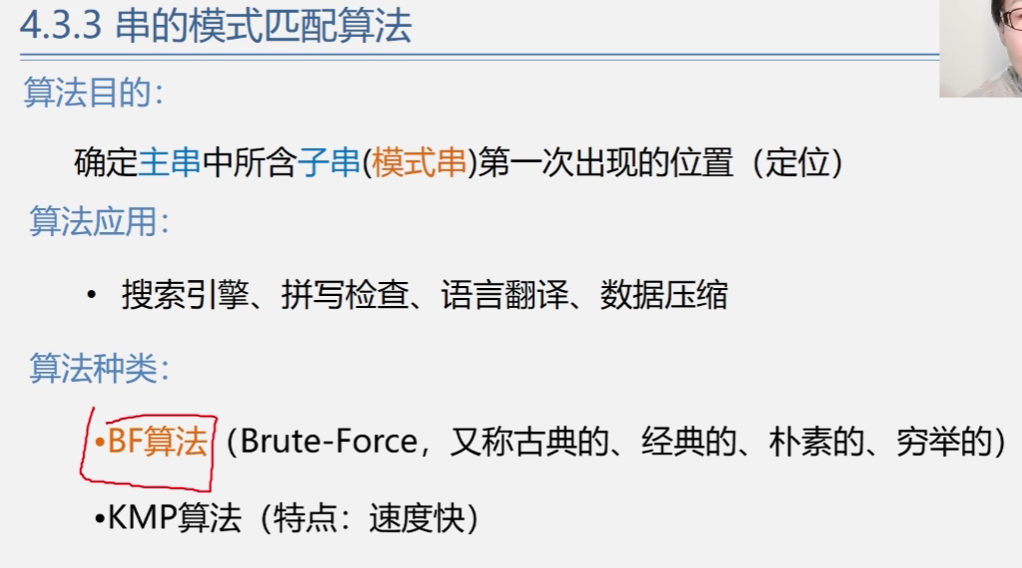 4.3.3 串的模式匹配算法
算法目的：
确定主串中所含子串(模式串)第一次出现的位置（定位）
算法应用：
• 搜索引擎、拼写检查、语言翻译、数据压缩
算法种类：
•BF算法（Brute-Force，又称古典的、经典的、朴素的、穷举的）
•KMP算法（特点：速度快）